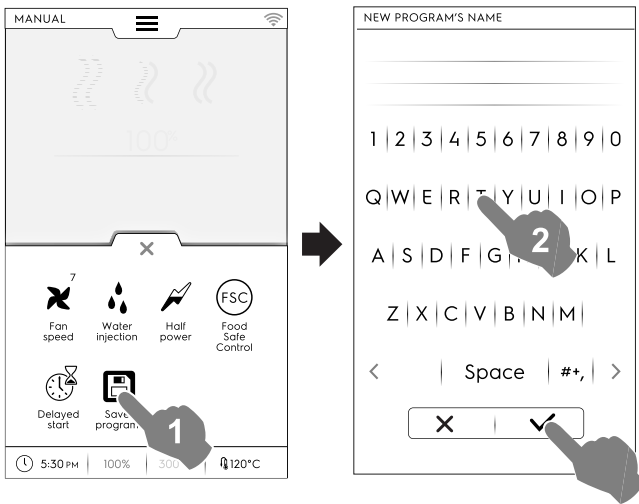 MANUAL
100%
7
Fan speed
Water injection
Half power
FSC
Food Safe Control
Delayed start
Save program
1
5:30 PM 100% 300 120°C
NEW PROGRAM'S NAME
1 2 3 4 5 6 7 8 9 0
Q W E R T Y U I O P
A S D F G K L
2
Z X C V B N M
< Space #+, >